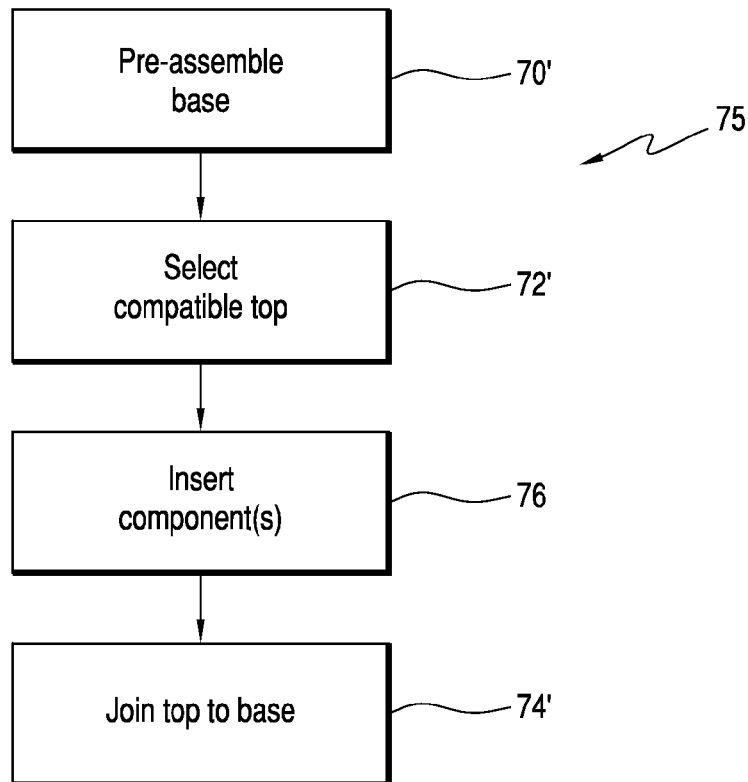 Pre-assemble
base
70'
75
Select
compatible top
72'
Insert
component(s)
76
Join top to base
74'